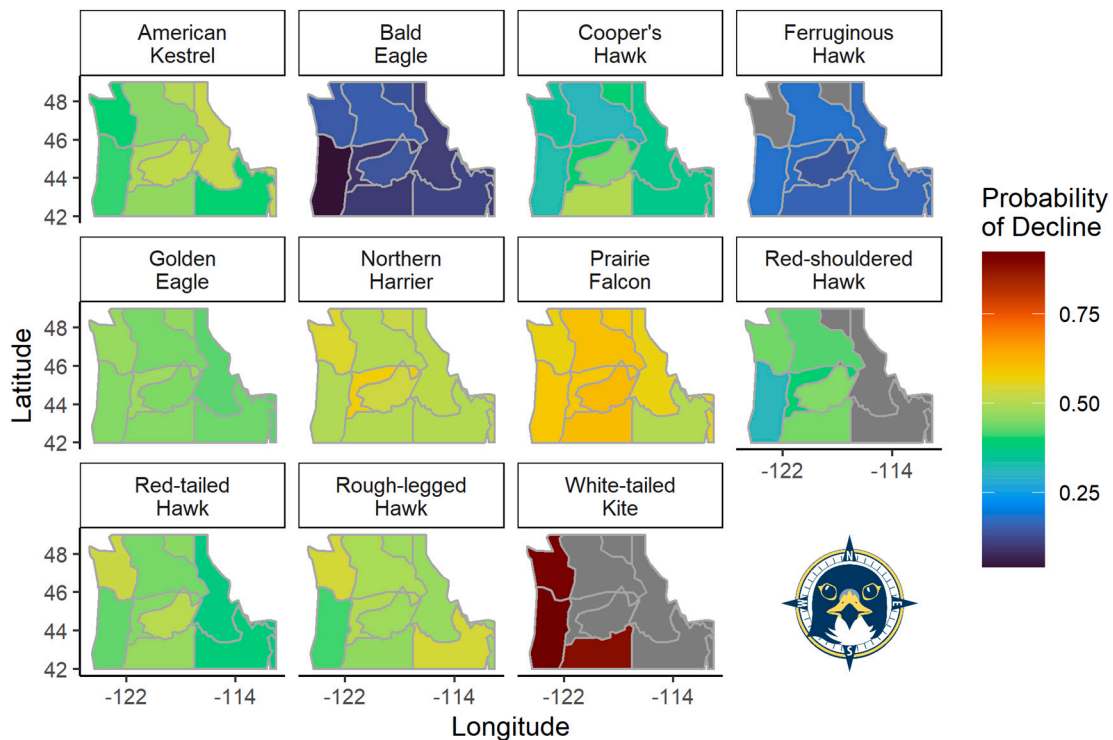 American
Kestrel
Bald
Eagle
Cooper's
Hawk
Ferruginous
Hawk
48
46
44
42
Golden
Eagle
Northern
Harrier
Prairie
Falcon
Red-shouldered
Hawk
48
46
44
42
-122
-114
Red-tailed
Hawk
Rough-legged
Hawk
White-tailed
Kite
48
46
44
42
-122
-114
-122
-114
-122
-114
Latitude
Longitude
Probability
of Decline
0.75
0.50
0.25
N
E
S
W